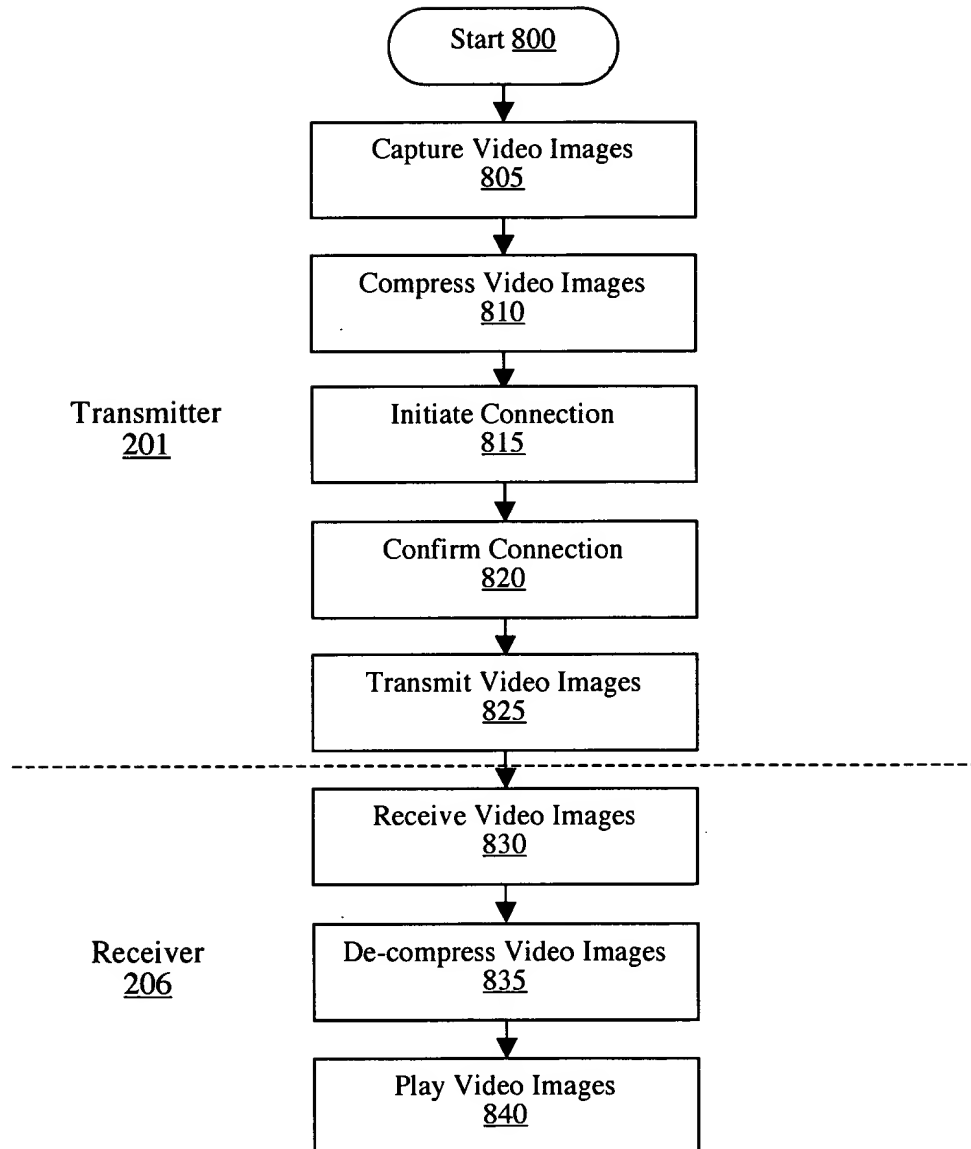 Start 800
Capture Video Images
805
Compress Video Images
810
Transmitter
201
Initiate Connection
815
Confirm Connection
820
Transmit Video Images
825
Receive Video Images
830
Receiver
206
De-compress Video Images
835
Play Video Images
840